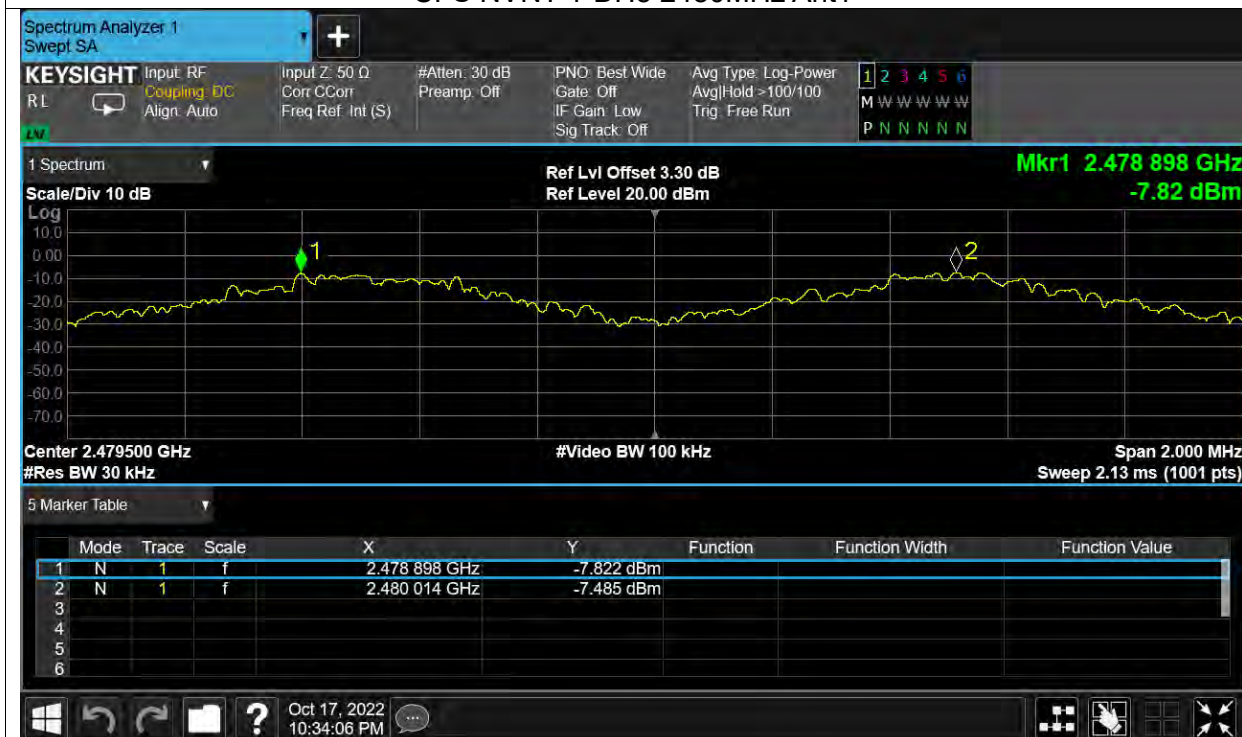 Spectrum Analyzer 1
Swept SA
+
KEYSIGHT Input: RF Input Z: 50 Ω #Atten: 30 dB PNO: Best Wide Avg Type: Log-Power 1 2 3 4 5 6
RL Coupling: DC Corr CCorr Preamp: Off Gate: Off Avg|Hold >100/100 M W W W W W W
Align: Auto Freq Ref: Int (S) IF Gain: Low Trig: Free Run
Sig Track: Off P N N N N N N
1 Spectrum Ref Lvl Offset 3.30 dB Mkr1 2.478 898 GHz
Scale/Div 10 dB Ref Level 20.00 dBm -7.82 dBm
Log
10.0
0.00
-10.0
-20.0
-30.0
-40.0
-50.0
-60.0
-70.0
1
2
Center 2.479500 GHz #Video BW 100 kHz Span 2.000 MHz
#Res BW 30 kHz Sweep 2.13 ms (1001 pts)
5 Marker Table
Mode Trace Scale X Y Function Function Width Function Value
1 N 1 f 2.478 898 GHz -7.822 dBm
2 N 1 f 2.480 014 GHz -7.485 dBm
3
4
5
6
? Oct 17, 2022
10:34:06 PM